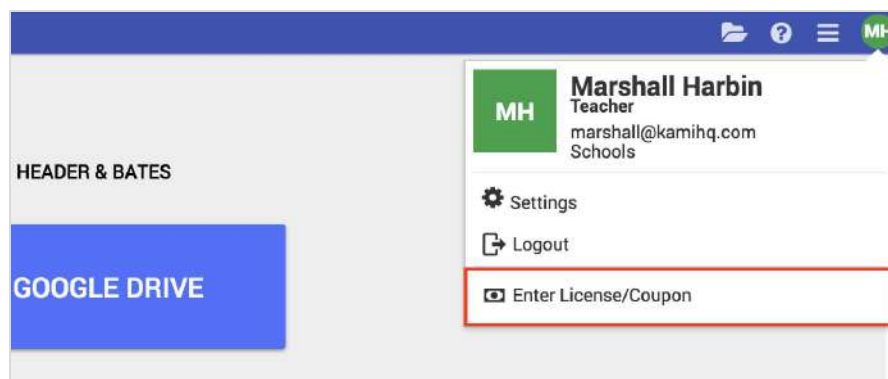 MH
MH
Marshall Harbin
Teacher
marshall@kamihq.com
Schools
HEADER & BATES
Settings
Logout
GOOGLE DRIVE
Enter License/Coupon